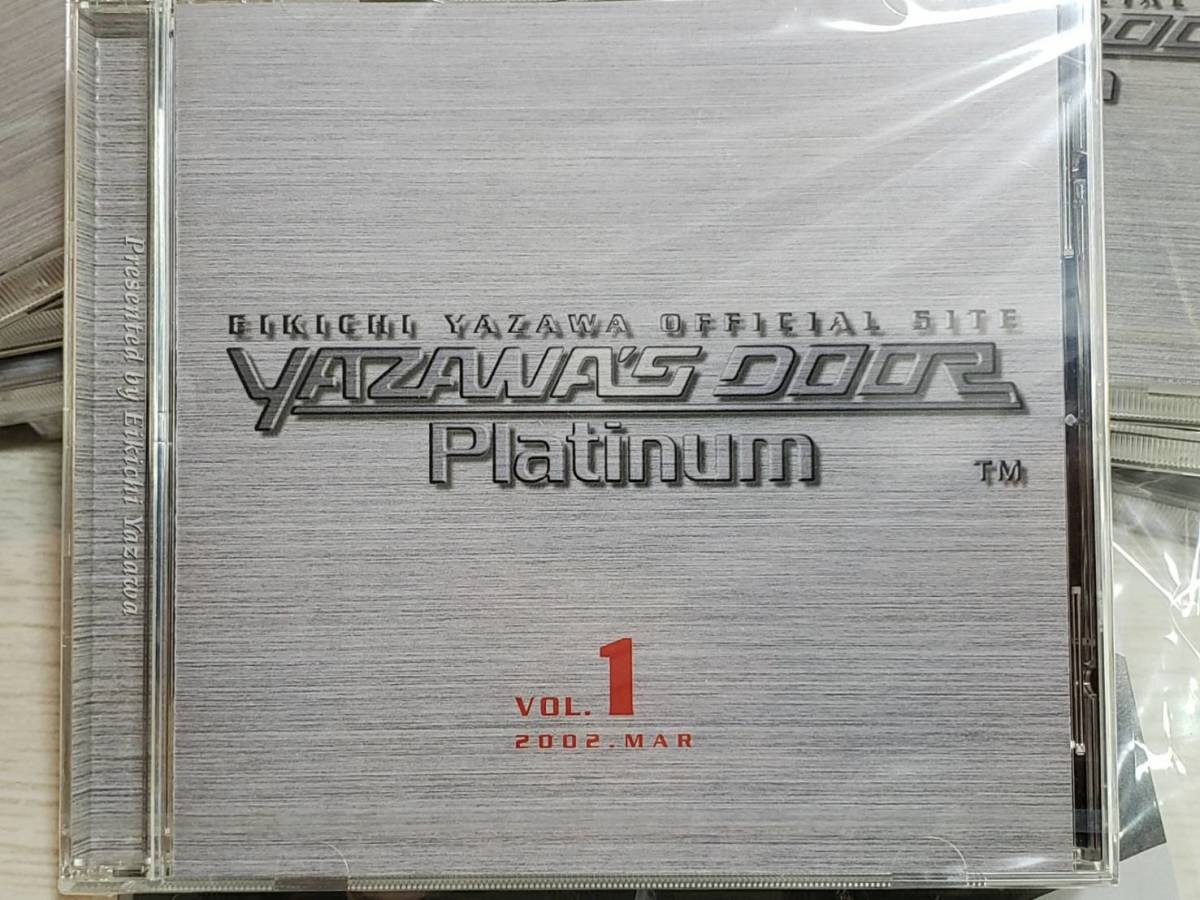 EIKICHI YAZAWA OFFICIAL SITE
YAZAWA'S DOOR
Platinum
TM
VOL. 1
2002.MAR
Presented by Eikichi Yazawa